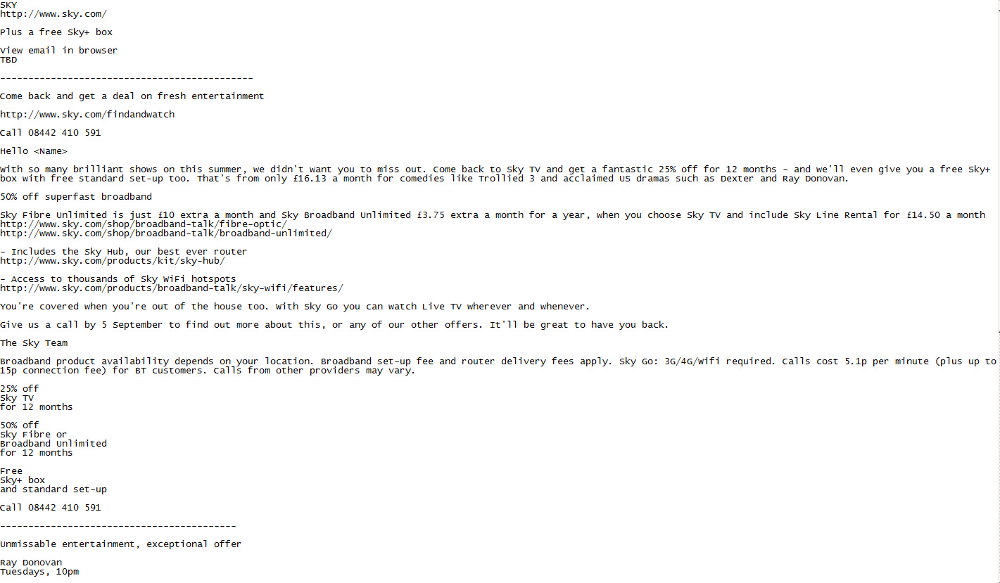 SKY
http://www.sky.com/
Plus a free Sky+ box
View email in browser
TBD
---------------------------------------------
Come back and get a deal on fresh entertainment
http://www.sky.com/findandwatch
Call 08442 410 591
Hello <Name>
With so many brilliant shows on this summer, we didn't want you to miss out. Come back to Sky TV and get a fantastic 25% off for 12 months - and we'll even give you a free Sky+
box with free standard set-up too. That's from only £16.13 a month for comedies like Trollied 3 and acclaimed US dramas such as Dexter and Ray Donovan.
50% off superfast broadband
Sky Fibre Unlimited is just £10 extra a month and Sky Broadband Unlimited £3.75 extra a month for a year, when you choose Sky TV and include Sky Line Rental for £14.50 a month
http://www.sky.com/shop/broadband-talk/fibre-optic/
http://www.sky.com/shop/broadband-talk/broadband-unlimited/
- Includes the Sky Hub, our best ever router
http://www.sky.com/products/kit/sky-hub/
- Access to thousands of Sky WiFi hotspots
http://www.sky.com/products/broadband-talk/sky-wifi/features/
You're covered when you're out of the house too. With Sky Go you can watch Live TV wherever and whenever.
Give us a call by 5 September to find out more about this, or any of our other offers. It'll be great to have you back.
The Sky Team
Broadband product availability depends on your location. Broadband set-up fee and router delivery fees apply. Sky Go: 3G/4G/Wifi required. Calls cost 5.1p per minute (plus up to
15p connection fee) for BT customers. Calls from other providers may vary.
25% off
Sky TV
for 12 months
50% off
Sky Fibre or
Broadband Unlimited
for 12 months
Free
Sky+ box
and standard set-up
Call 08442 410 591
------------------------------------------
Unmissable entertainment, exceptional offer
Ray Donovan
Tuesdays, 10pm